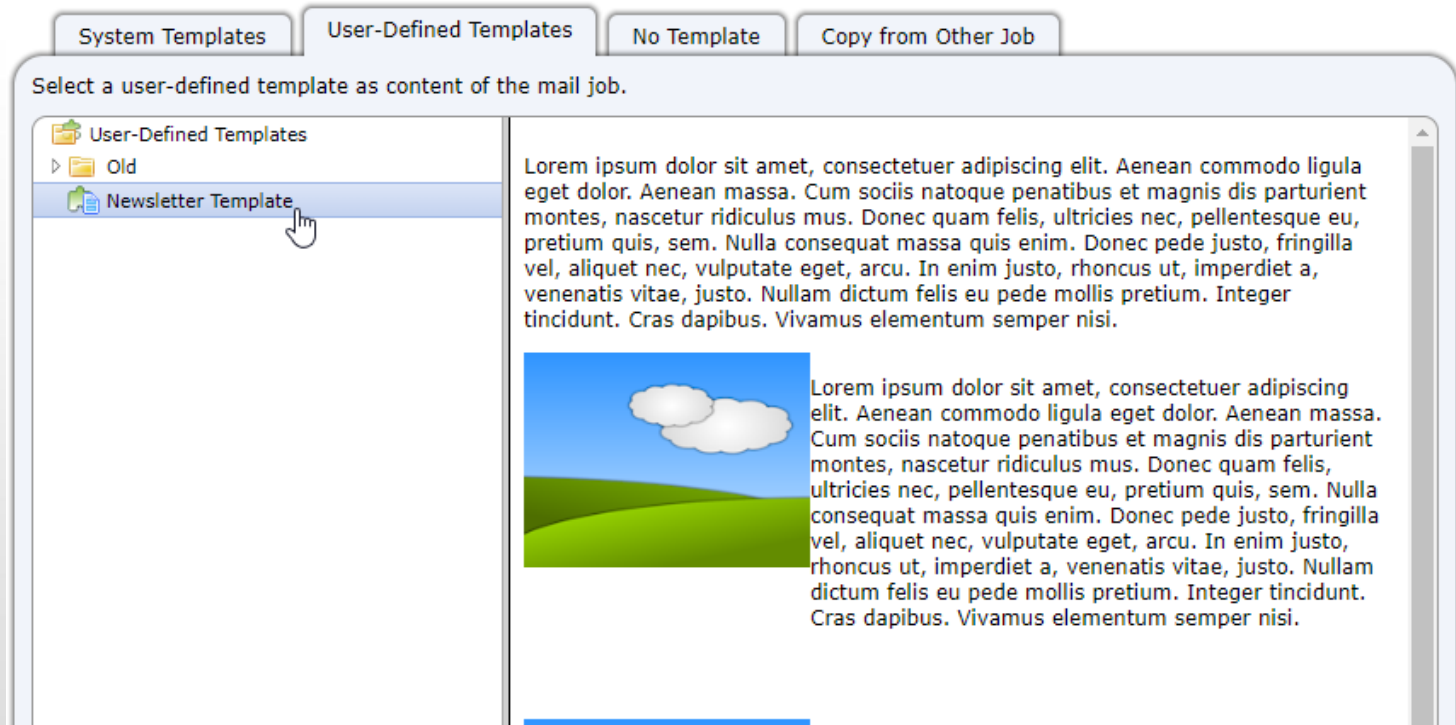 System Templates
User-Defined Templates
No Template
Copy from Other Job
Select a user-defined template as content of the mail job.
User-Defined Templates
Old
Newsletter Template
Lorem ipsum dolor sit amet, consectetuer adipiscing elit. Aenean commodo ligula
eget dolor. Aenean massa. Cum sociis natoque penatibus et magnis dis parturient
montes, nascetur ridiculus mus. Donec quam felis, ultricies nec, pellentesque eu,
pretium quis, sem. Nulla consequat massa quis enim. Donec pede justo, fringilla
vel, aliquet nec, vulputate eget, arcu. In enim justo, rhoncus ut, imperdiet a,
venenatis vitae, justo. Nullam dictum felis eu pede mollis pretium. Integer
tincidunt. Cras dapibus. Vivamus elementum semper nisi.
Lorem ipsum dolor sit amet, consectetuer adipiscing
elit. Aenean commodo ligula eget dolor. Aenean massa.
Cum sociis natoque penatibus et magnis dis parturient
montes, nascetur ridiculus mus. Donec quam felis,
ultricies nec, pellentesque eu, pretium quis, sem. Nulla
consequat massa quis enim. Donec pede justo, fringilla
vel, aliquet nec, vulputate eget, arcu. In enim justo,
rhoncus ut, imperdiet a, venenatis vitae, justo. Nullam
dictum felis eu pede mollis pretium. Integer tincidunt.
Cras dapibus. Vivamus elementum semper nisi.